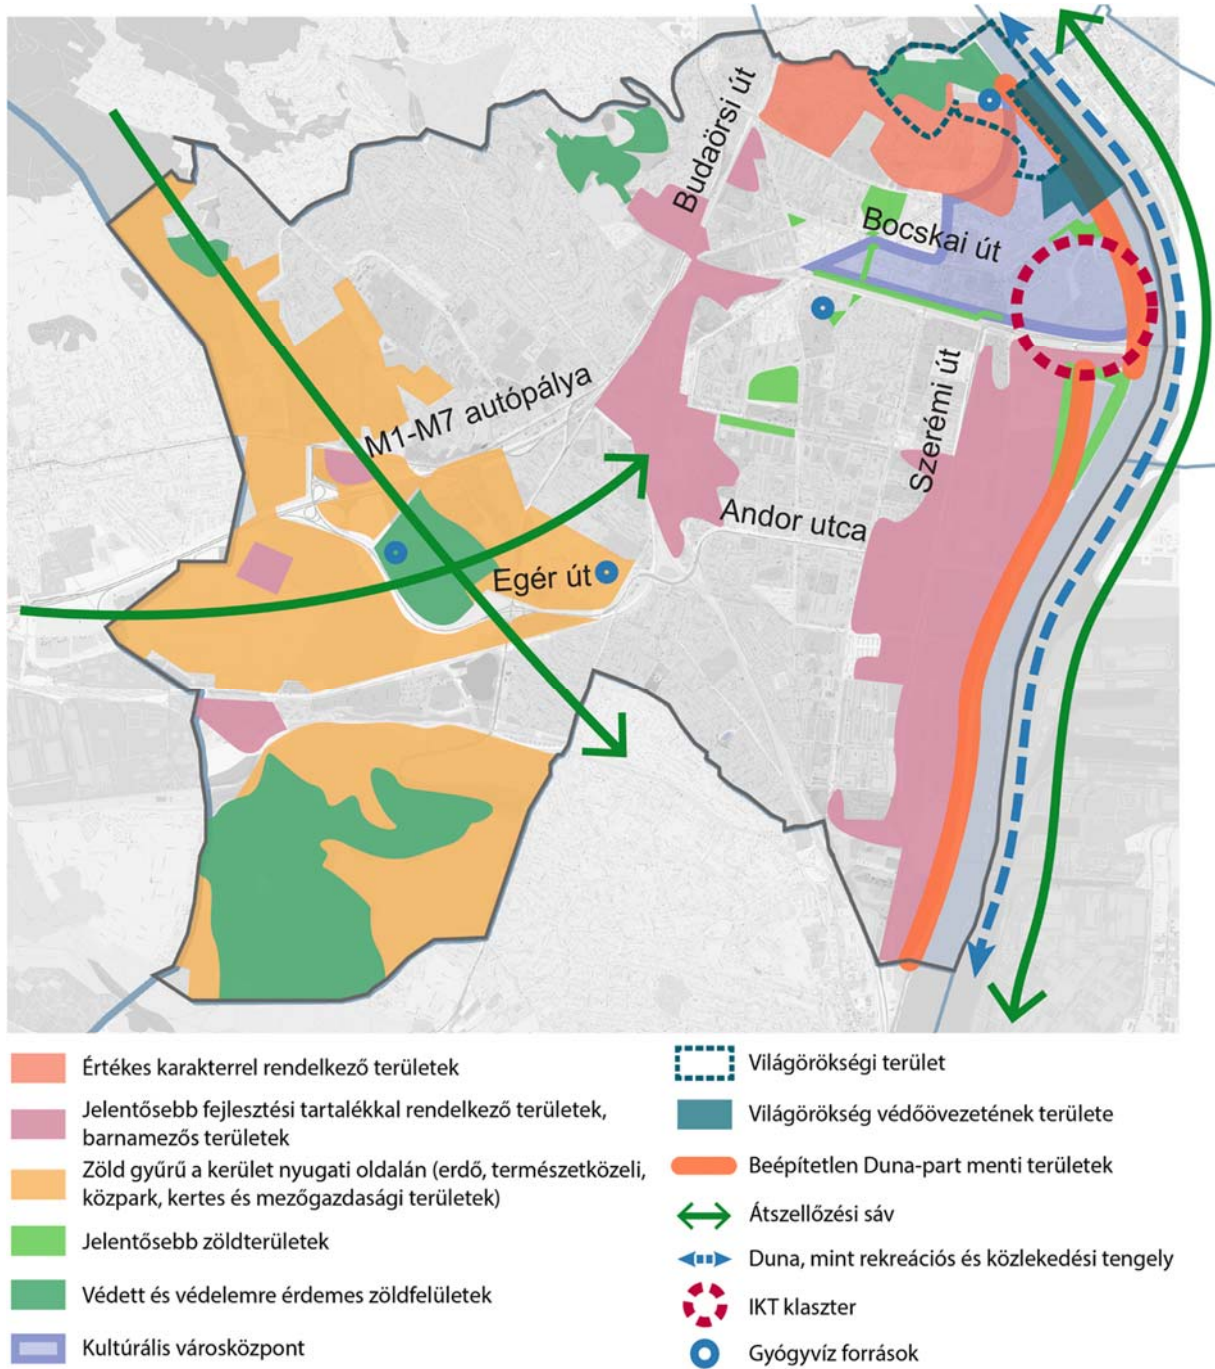 Budaörsi út
Bocskai út
M1-M7 autópálya
Szerémi út
Andor utca
Egér út
Értékes karakterrel rendelkező területek
Jelentősebb fejlesztési tartalékkal rendelkező területek,
barnamezős területek
Zöld gyűrű a kerület nyugati oldalán (erdő, természetközeli,
közpark, kertes és mezőgazdasági területek)
Jelentősebb zöldterületek
Védett és védelemre érdemes zöldfelületek
Kultúrális városközpont
Világörökségi terület
Világörökség védőövezetének területe
Beépítetlen Duna-part menti területek
Átszellőzési sáv
Duna, mint rekreációs és közlekedési tengely
IKT klaszter
Gyógyvíz források